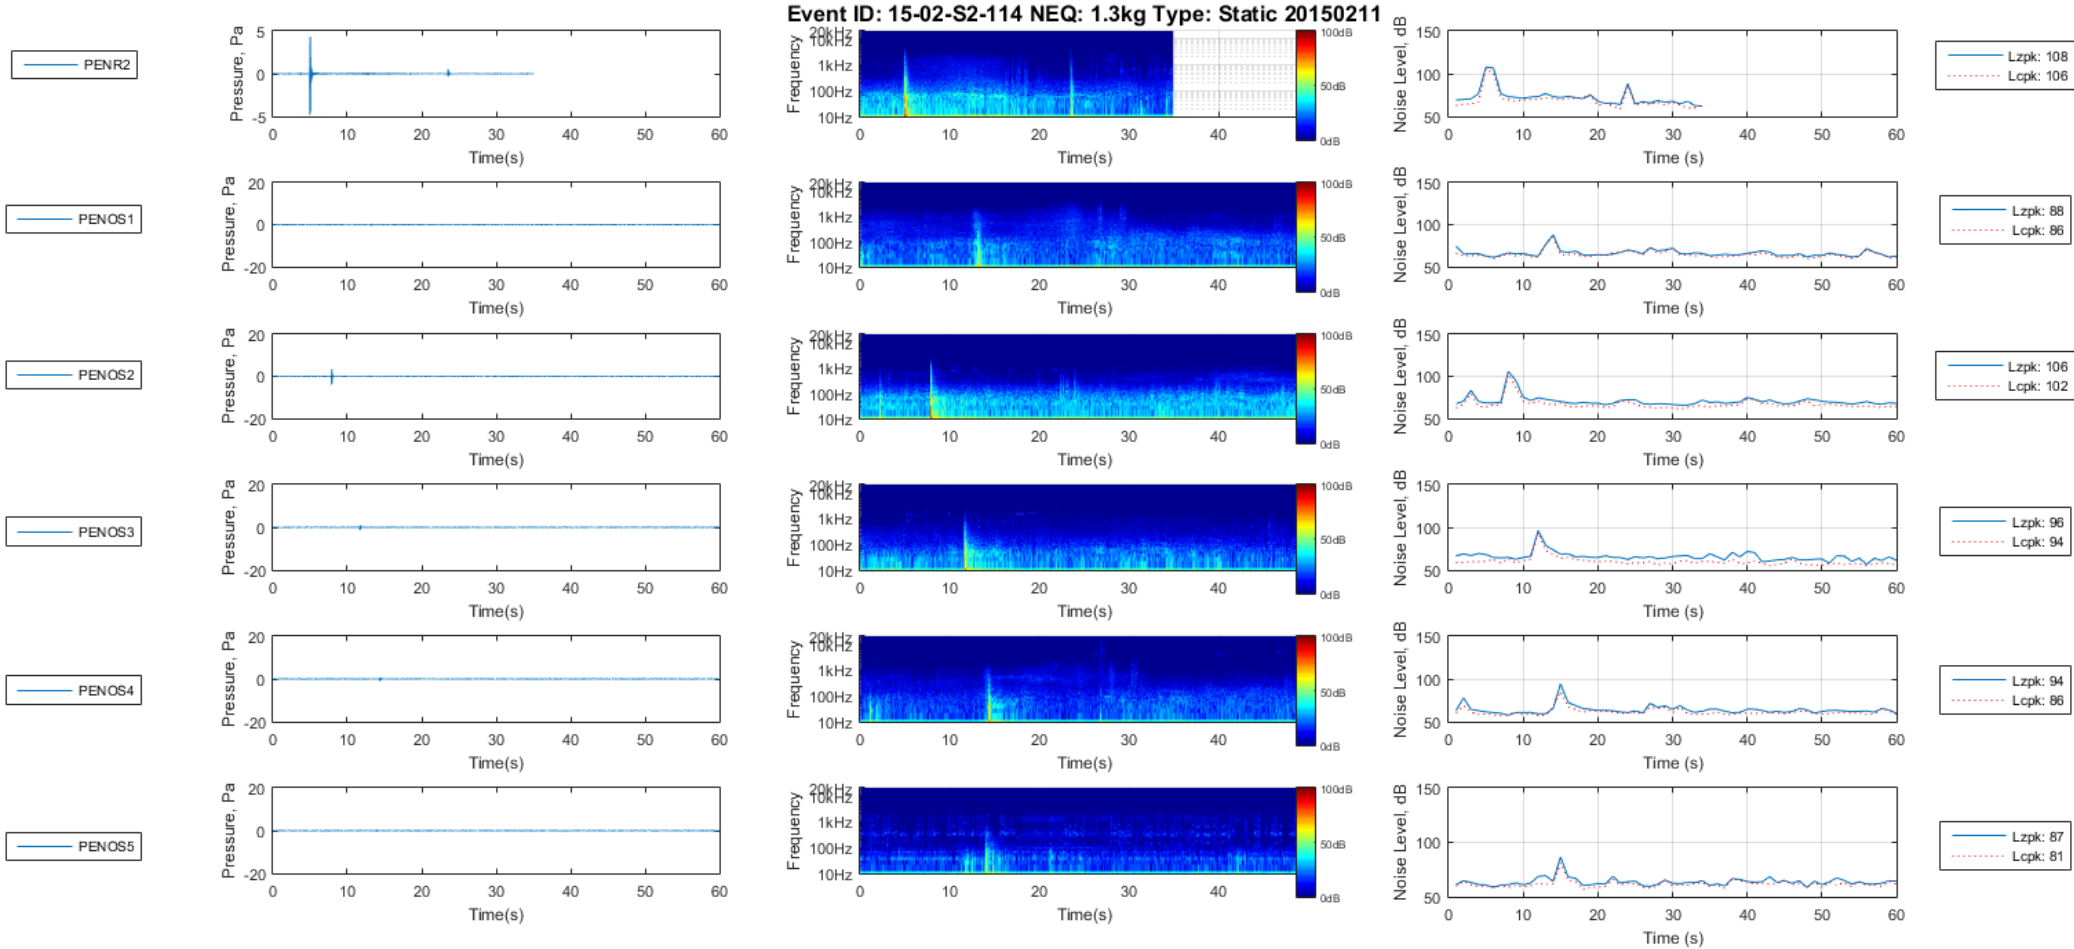 Event ID: 15-02-S2-114 NEQ: 1.3kg Type: Static 20150211
PENR2
Pressure, Pa
5
0
-5
0 10 20 30 40 50 60
Time(s)
Frequency
20kHz
10kHz
1kHz
100Hz
10Hz
0 20 40
Time(s)
100dB
50dB
0dB
Noise Level, dB
150
100
50
0 10 20 30 40 50 60
Time (s)
Lzpk: 108
Lcpk: 106
PENOS1
Pressure, Pa
20
0
-20
0 10 20 30 40 50 60
Time(s)
Frequency
20kHz
10kHz
1kHz
100Hz
10Hz
0 10 20 30 40
Time(s)
100dB
50dB
0dB
Noise Level, dB
150
100
50
0 10 20 30 40 50 60
Time (s)
Lzpk: 88
Lcpk: 86
PENOS2
Pressure, Pa
20
0
-20
0 10 20 30 40 50 60
Time(s)
Frequency
20kHz
10kHz
1kHz
100Hz
10Hz
0 10 20 30 40
Time(s)
100dB
50dB
0dB
Noise Level, dB
150
100
50
0 10 20 30 40 50 60
Time (s)
Lzpk: 106
Lcpk: 102
PENOS3
Pressure, Pa
20
0
-20
0 10 20 30 40 50 60
Time(s)
Frequency
20kHz
10kHz
1kHz
100Hz
10Hz
0 10 20 30 40
Time(s)
100dB
50dB
0dB
Noise Level, dB
150
100
50
0 10 20 30 40 50 60
Time (s)
Lzpk: 96
Lcpk: 94
PENOS4
Pressure, Pa
20
0
-20
0 10 20 30 40 50 60
Time(s)
Frequency
20kHz
10kHz
1kHz
100Hz
10Hz
0 10 20 30 40
Time(s)
100dB
50dB
0dB
Noise Level, dB
150
100
50
0 10 20 30 40 50 60
Time (s)
Lzpk: 94
Lcpk: 86
PENOS5
Pressure, Pa
20
0
-20
0 10 20 30 40 50 60
Time(s)
Frequency
20kHz
10kHz
1kHz
100Hz
10Hz
0 10 20 30 40
Time(s)
100dB
50dB
0dB
Noise Level, dB
150
100
50
0 10 20 30 40 50 60
Time (s)
Lzpk: 87
Lcpk: 81